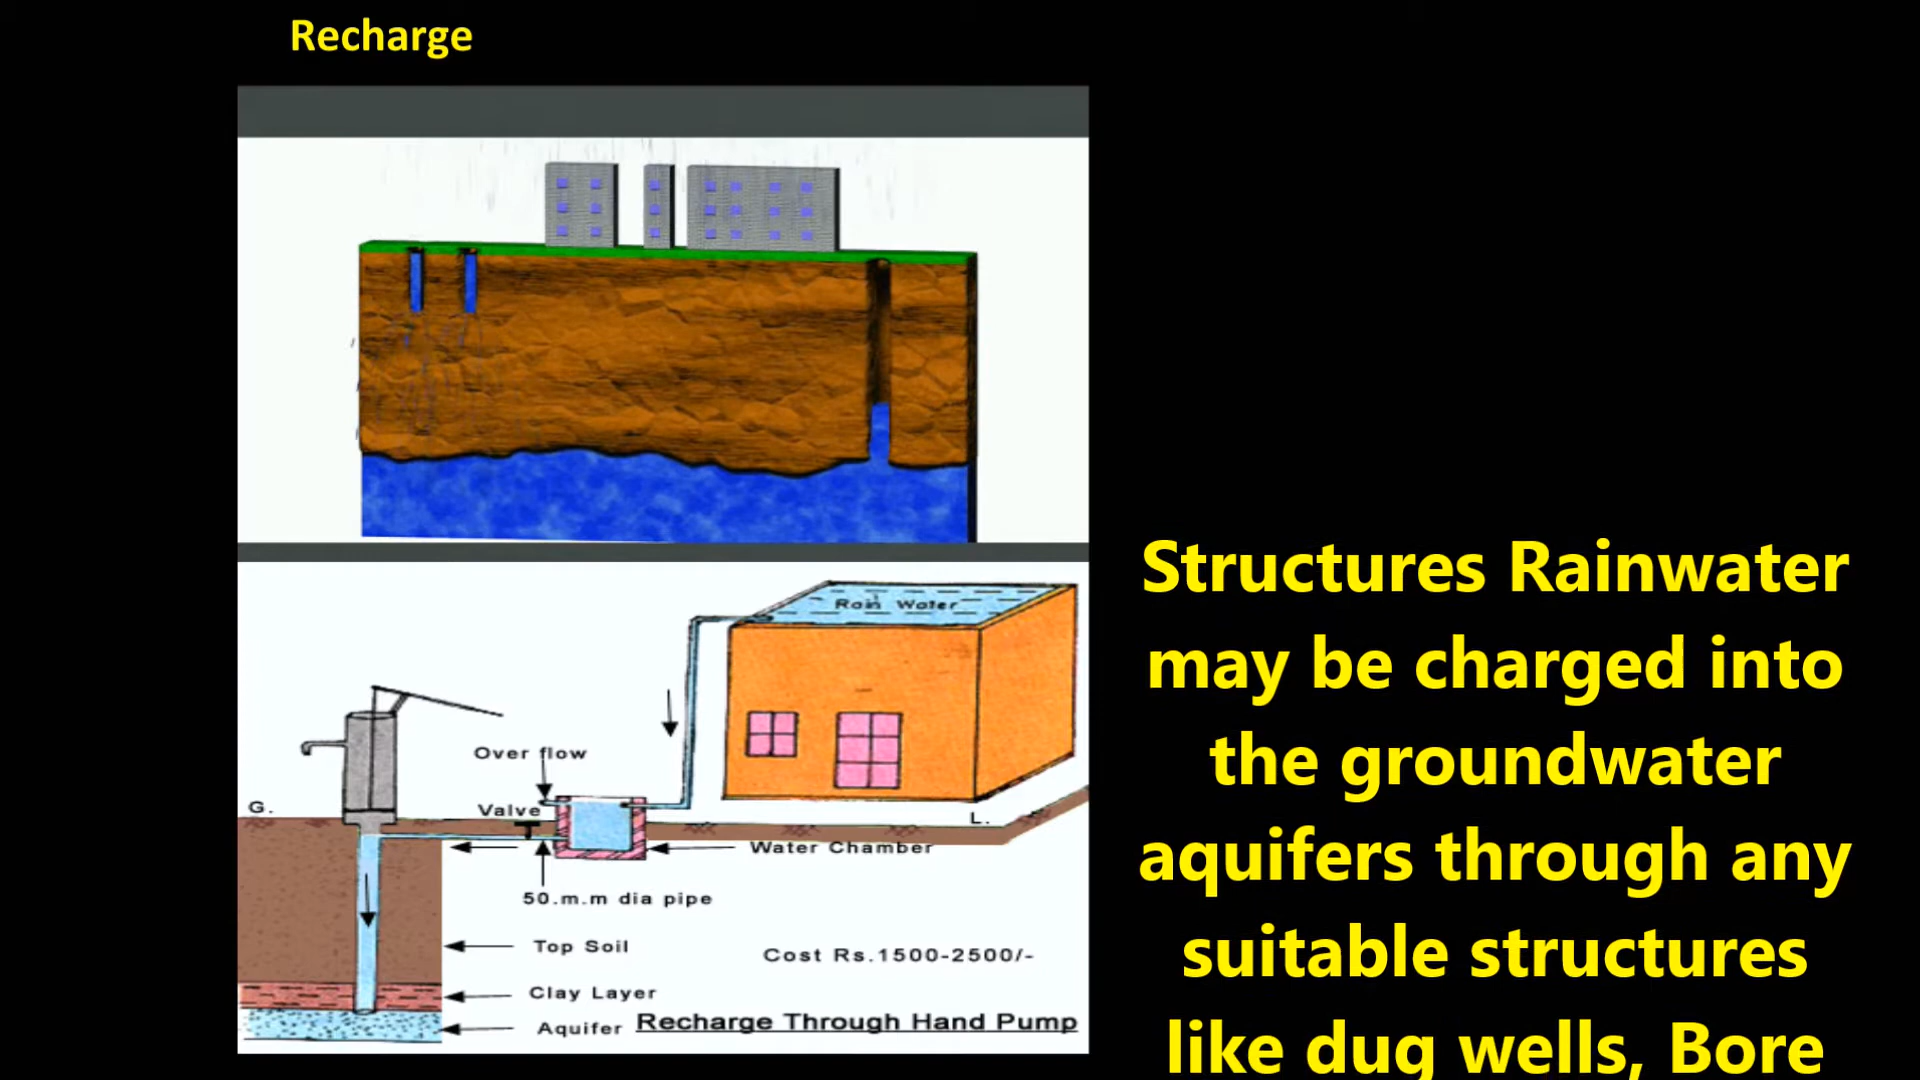 Recharge
Rain Water
Over flow
Valve
G.
L.
Water Chamber
50.m.m dia pipe
Top Soil
Cost Rs.1500-2500/-
Clay Layer
Aquifer
Recharge Through Hand Pump
Structures Rainwater
may be charged into
the groundwater
aquifers through any
suitable structures
like dug wells, Bore